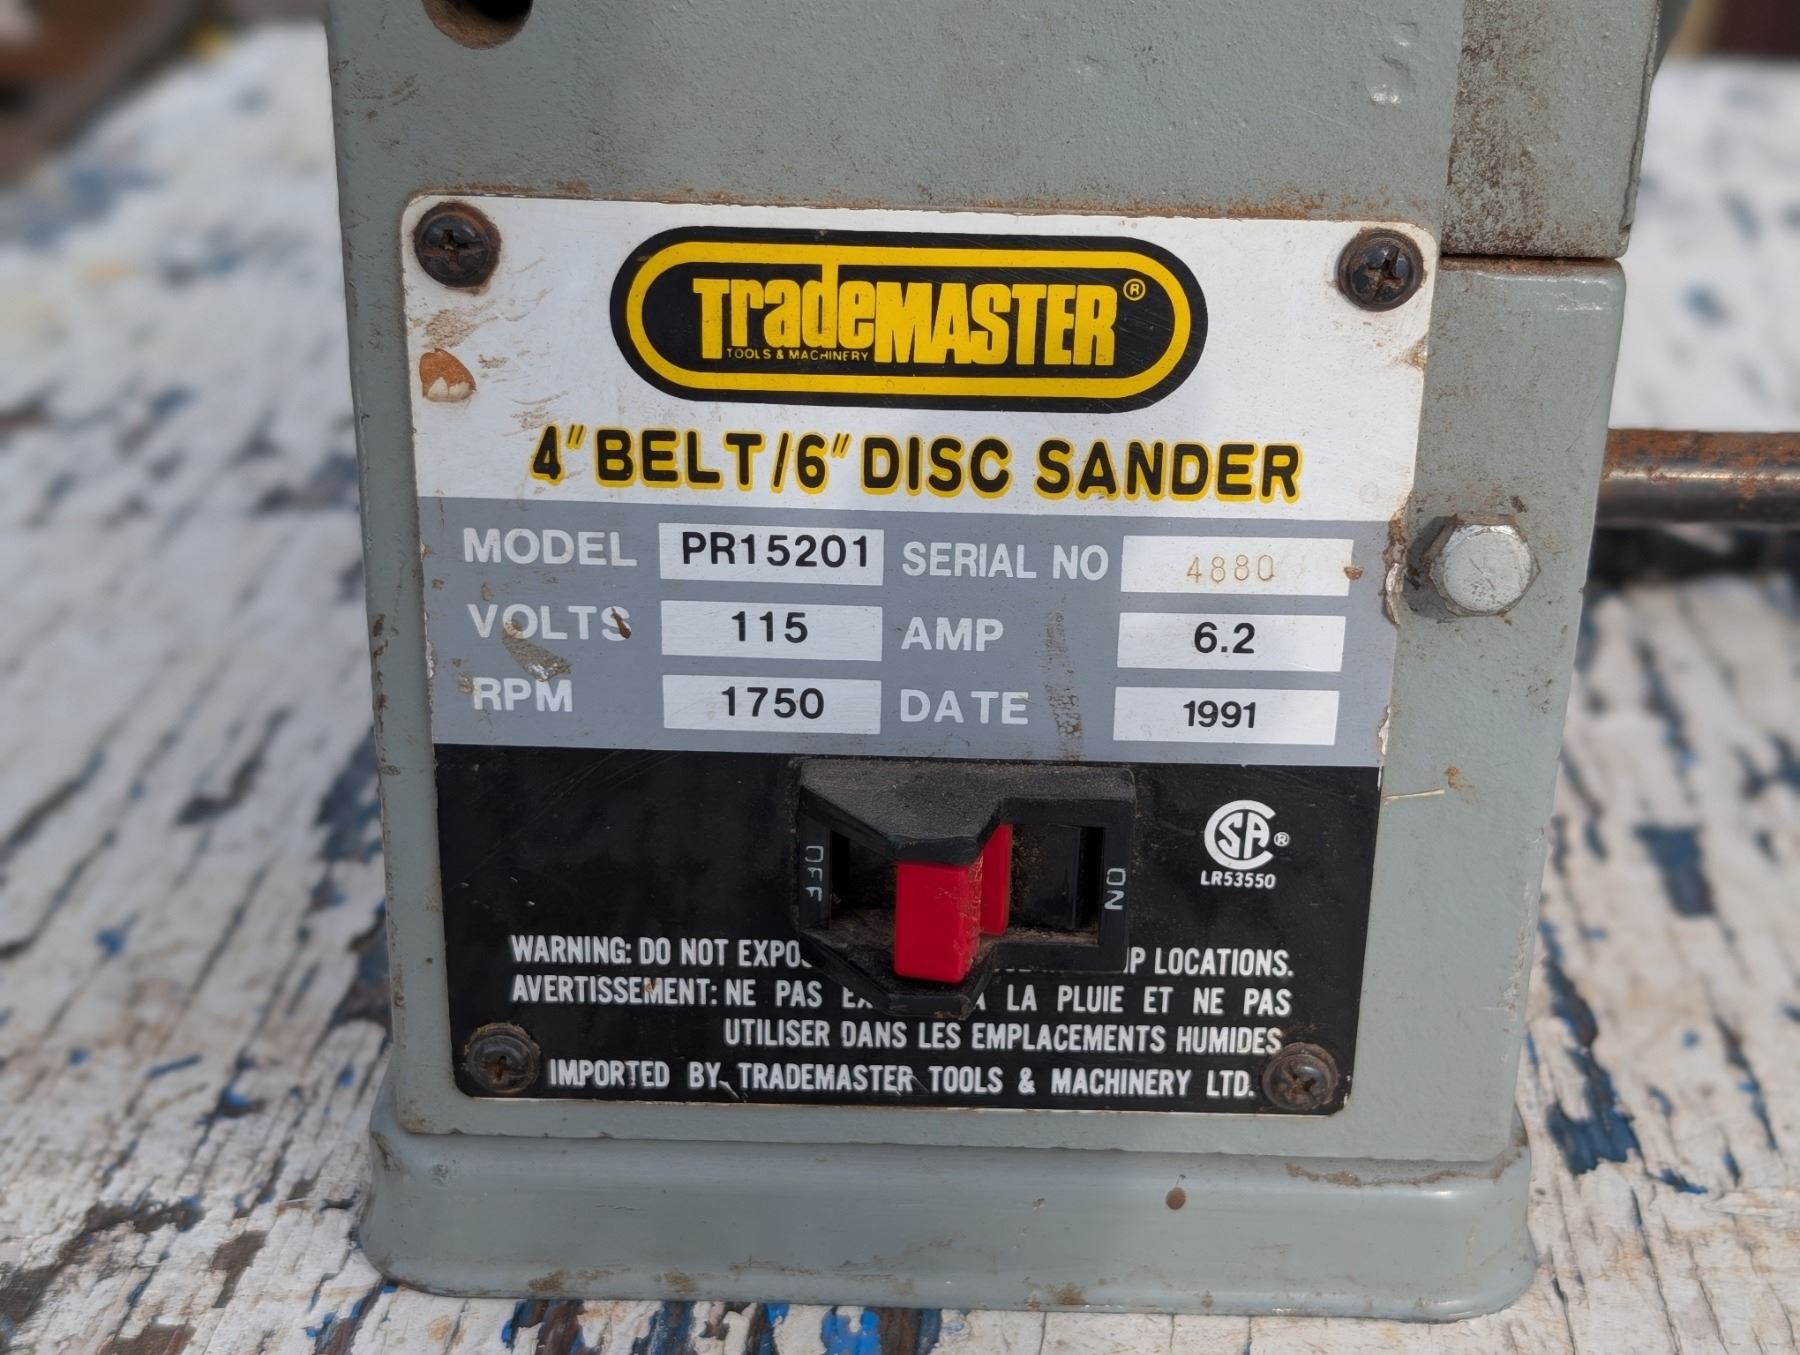 TradeMASTER®
TOOLS & MACHINERY
4" BELT/6" DISC SANDER
MODEL PR15201 SERIAL NO 4880
VOLTS 115 AMP 6.2
RPM 1750 DATE 1991
OFF ON
CSA®
LR53550
WARNING: DO NOT LOCATIONS.
AVERTISSEMENT: NE PAS LA PLUIE ET NE PAS
UTILISER DANS LES EMPLACEMENTS HUMIDES
IMPORTED BY TRADEMASTER TOOLS & MACHINERY LTD.